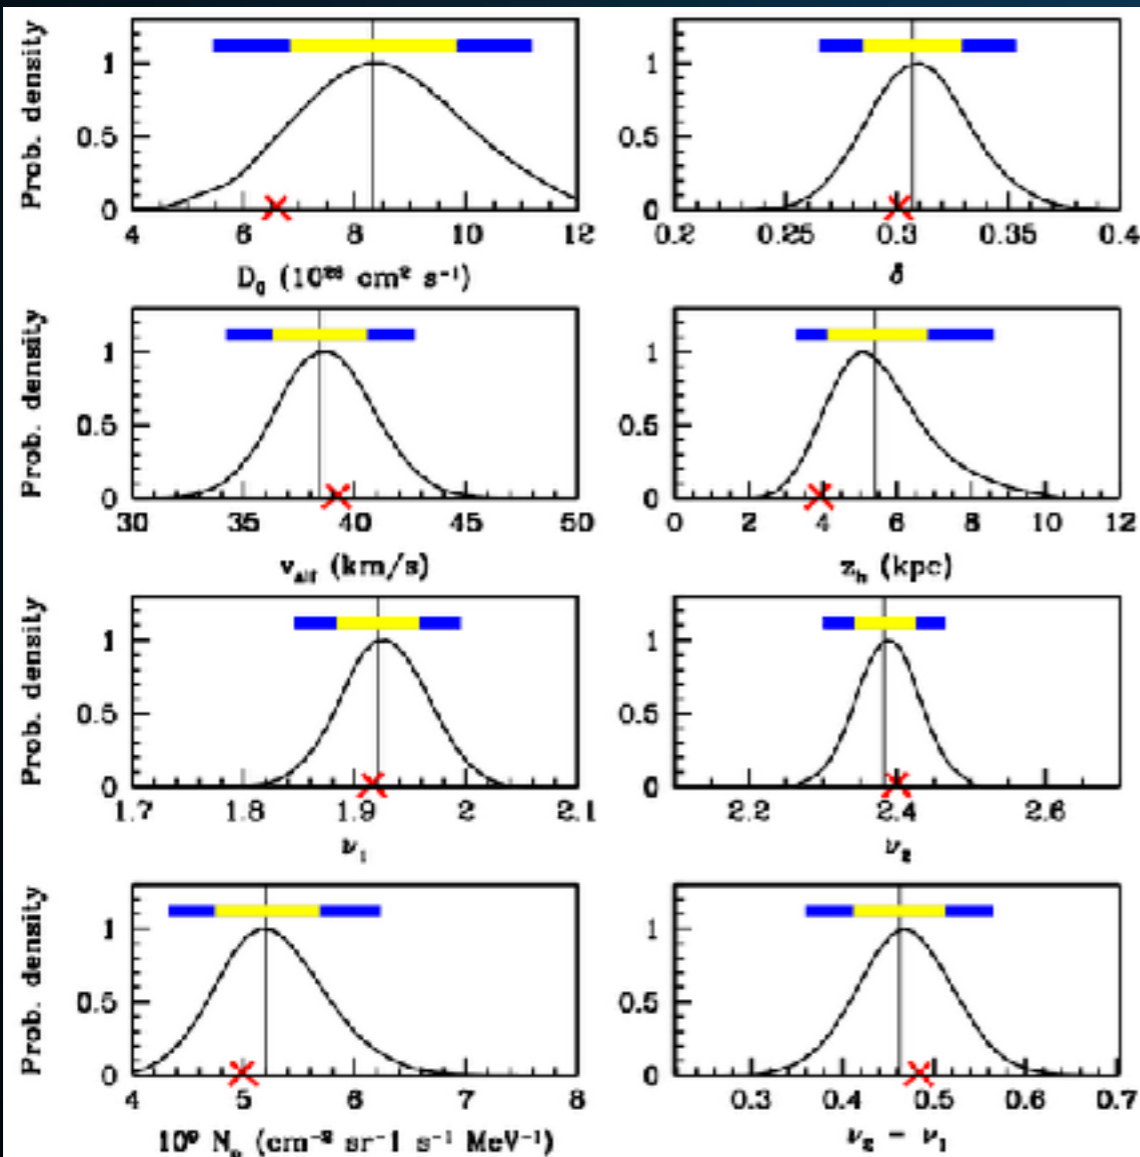 Prob. density
1
0.5
0
4 6 8 10 12
D₀ (10²⁸ cm² s⁻¹)
1
0.5
0
0.2 0.25 0.3 0.35 0.4
δ
Prob. density
1
0.5
0
30 35 40 45 50
v_Alf (km/s)
1
0.5
0
0 2 4 6 8 10 12
z_h (kpc)
Prob. density
1
0.5
0
1.7 1.8 1.9 2 2.1
ν₁
1
0.5
0
2.2 2.4 2.6
ν₂
Prob. density
1
0.5
0
4 5 6 7 8
10⁹ N_p (cm⁻² sr⁻1 s⁻¹ MeV⁻¹)
1
0.5
0
0.3 0.4 0.5 0.6 0.7
ν₂ − ν₁